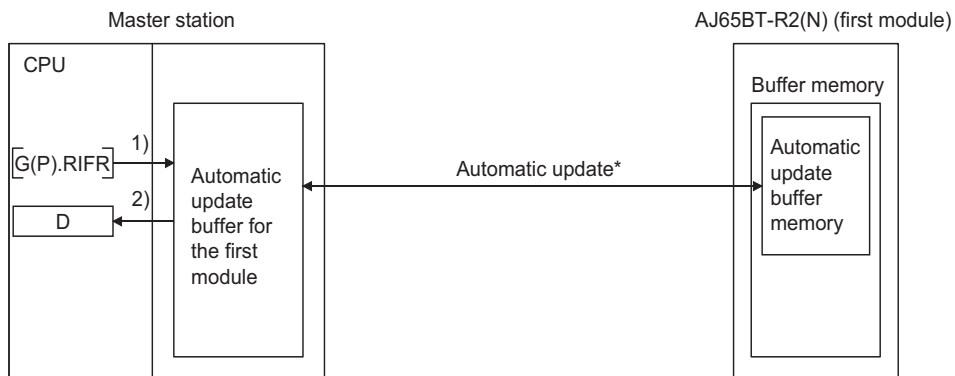 Master station
AJ65BT-R2(N) (first module)
CPU
Buffer memory
1)
G(P).RIFR
Automatic
update
buffer for
the first
module
Automatic update*
Automatic
update
buffer
memory
2)
D